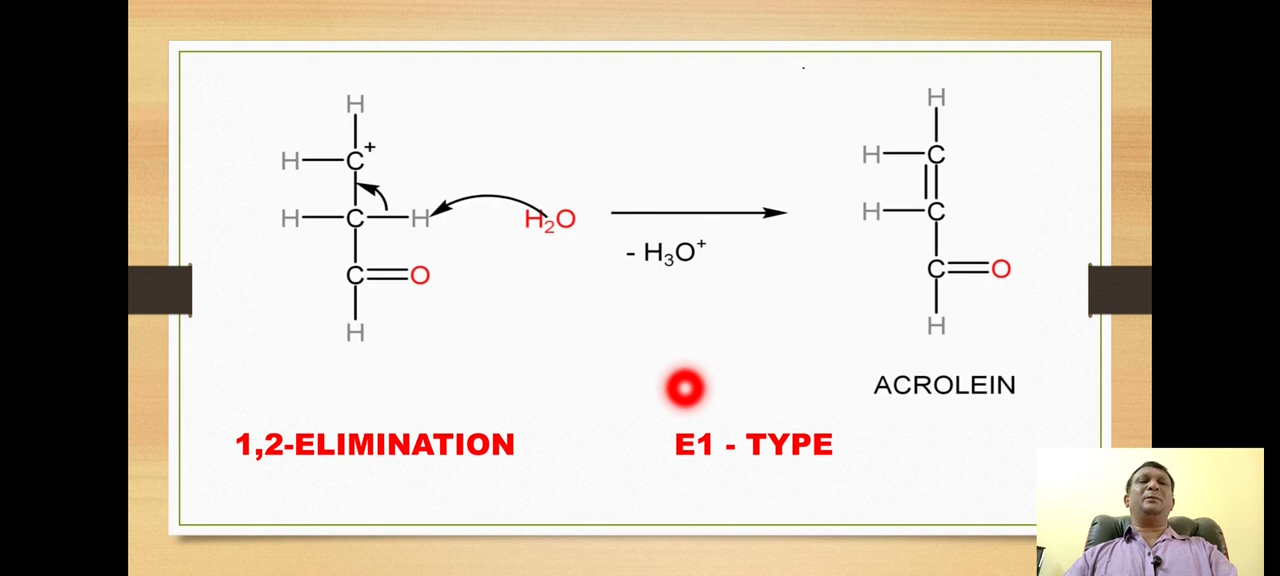 H H
H C + H C
H C H H2O H C
- H3O+
C O C O
H H
ACROLEIN
1,2-ELIMINATION E1 - TYPE